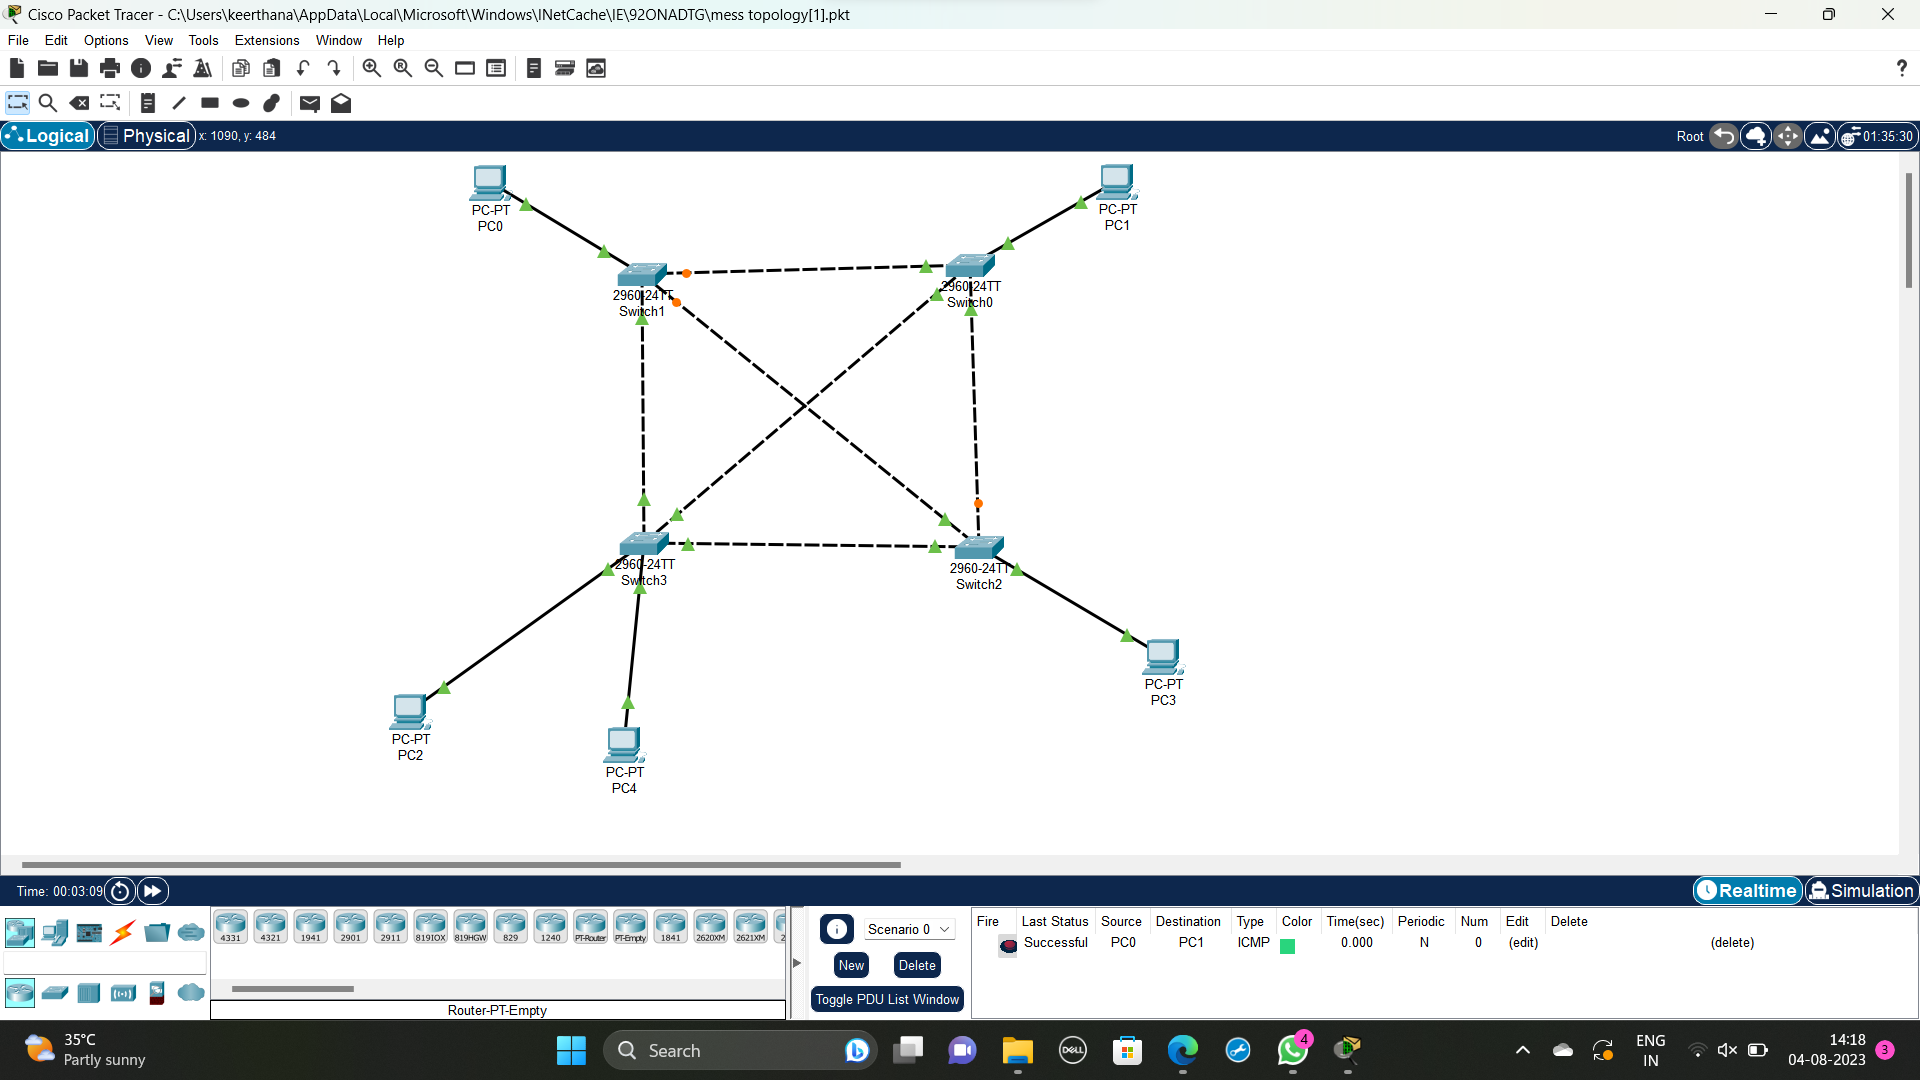 Cisco Packet Tracer - C:\Users\keerthana\AppData\Local\Microsoft\Windows\INetCache\IE\92ONADTG\mess topology[1].pkt
File Edit Options View Tools Extensions Window Help
?
Logical Physical x: 1090, y: 484 Root 01:35:30
PC-PT
PC0
PC-PT
PC1
2960-24TT
Switch1
2960-24TT
Switch0
2960-24TT
Switch3
2960-24TT
Switch2
PC-PT
PC3
PC-PT
PC2
PC-PT
PC4
Time: 00:03:09 Realtime Simulation
4331 4321 1941 2901 2911 819IOX 819HGW 829 1240 PT-Router PT-Empty 1841 2620XM 2621XM 2
Router-PT-Empty
Scenario 0
New Delete
Toggle PDU List Window
Fire Last Status Source Destination Type Color Time(sec) Periodic Num Edit Delete
Successful PC0 PC1 ICMP 0.000 N 0 (edit) (delete)
35°C
Partly sunny
Search
DELL
4
ENG
IN
14:18
04-08-2023
3